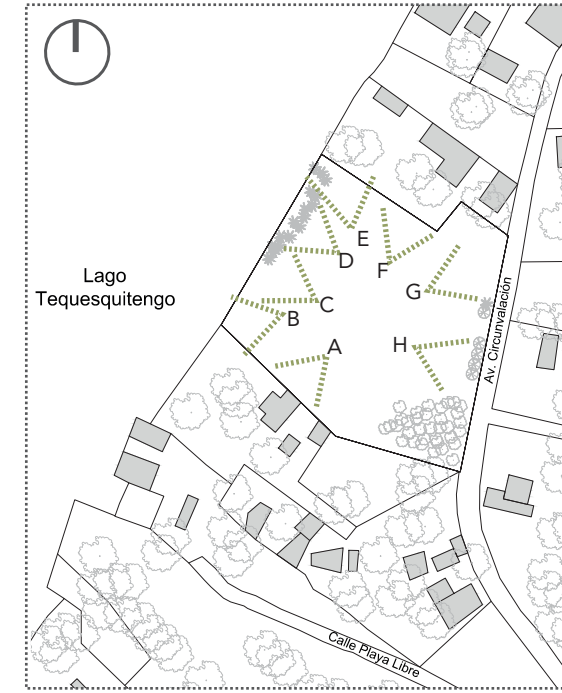 Lago
Tequesquitengo
E
D
F
G
C
B
A
H
Av. Circunvalación
Calle Playa Libre